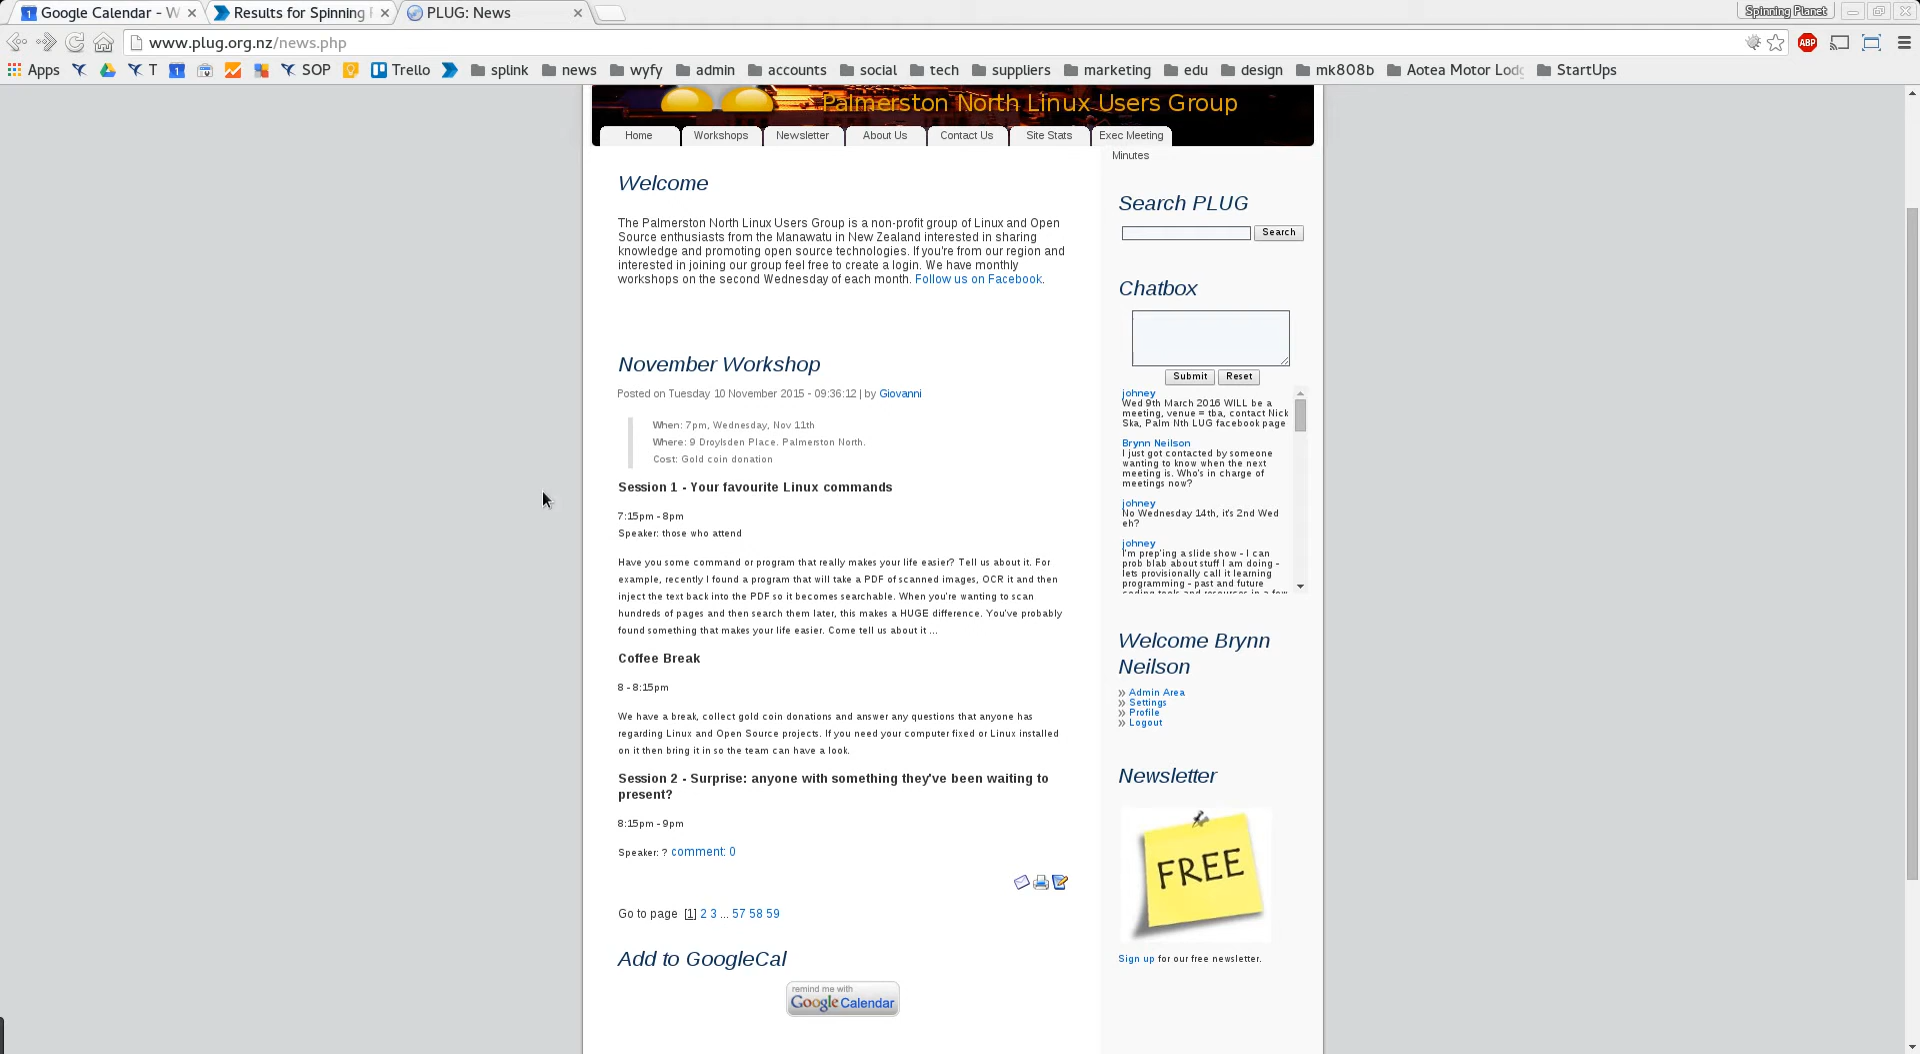 Google Calendar - W
Results for Spinning
PLUG: News
Spinning Planet
www.plug.org.nz/news.php
ABP
Apps T SOP Trello splink news wyfy admin accounts social tech suppliers marketing edu design mk808b Aotea Motor Lodg StartUps
Palmerston North Linux Users Group
Home Workshops Newsletter About Us Contact Us Site Stats Exec Meeting
Minutes
Welcome
The Palmerston North Linux Users Group is a non-profit group of Linux and Open
Source enthusiasts from the Manawatu in New Zealand interested in sharing
knowledge and promoting open source technologies. If you're from our region and
interested in joining our group feel free to create a login. We have monthly
workshops on the second Wednesday of each month. Follow us on Facebook.
November Workshop
Posted on Tuesday 10 November 2015 - 09:36:12 | by Giovanni
When: 7pm, Wednesday, Nov 11th
Where: 9 Droylsden Place, Palmerston North.
Cost: Gold coin donation
Session 1 - Your favourite Linux commands
7:15pm - 8pm
Speaker: those who attend
Have you some command or program that really makes your life easier? Tell us about it. For
example, recently I found a program that will take a PDF of scanned images, OCR it and then
inject the text back into the PDF so it becomes searchable. When you're wanting to scan
hundreds of pages and then search them later, this makes a HUGE difference. You've probably
found something that makes your life easier. Come tell us about it ...
Coffee Break
8 - 8:15pm
We have a break, collect gold coin donations and answer any questions that anyone has
regarding Linux and Open Source projects. If you need your computer fixed or Linux installed
on it then bring it in so the team can have a look.
Session 2 - Surprise: anyone with something they've been waiting to
present?
8:15pm - 9pm
Speaker: ? comment: 0
Go to page [1] 2 3 ... 57 58 59
Add to GoogleCal
remind me with
Google Calendar
Search PLUG
Search
Chatbox
Submit Reset
johney
Wed 9th March 2016 WILL be a
meeting, venue = tba, contact Nick
Ska, Palm Nth LUG facebook page
Brynn Neilson
I just got contacted by someone
wanting to know when the next
meeting is. Who's in charge of
meetings now?
johney
No Wednesday 14th, it's 2nd Wed
eh?
johney
I'm prep'ing a slide show - I can
prob blab about stuff I am doing -
lets provisionally call it learning
programming - past and future
coding tools and resources in a few
Welcome Brynn
Neilson
» Admin Area
» Settings
» Profile
» Logout
Newsletter
FREE
Sign up for our free newsletter.